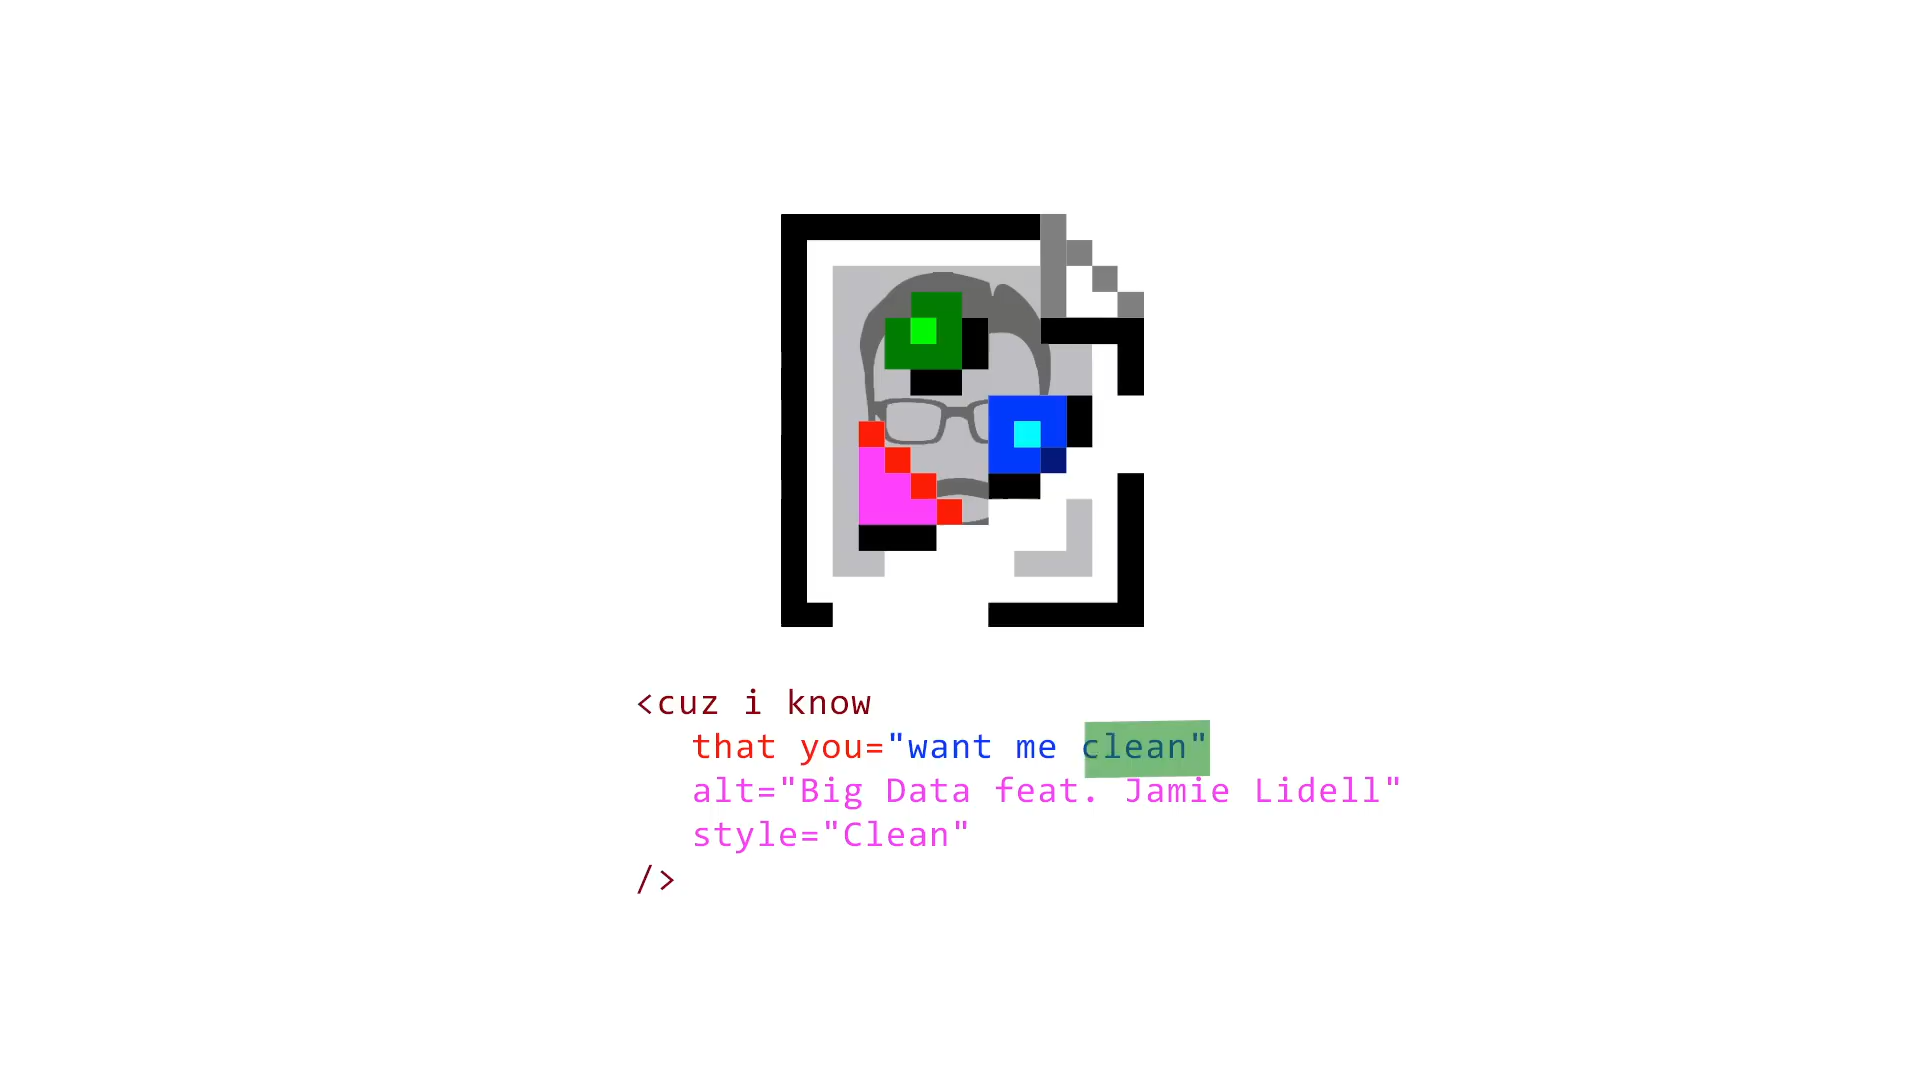 <cuz i know
that you="want me clean"
alt="Big Data feat. Jamie Lidell"
style="Clean"
/>